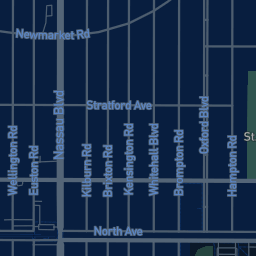 Newmarket Rd
Stratford Ave
Wellington Rd
Euston Rd
Nassau Blvd
Kilburn Rd
Brixton Rd
Kensington Rd
Whitehall Blvd
Brompton Rd
Oxford Blvd
Hampton Rd
St
North Ave